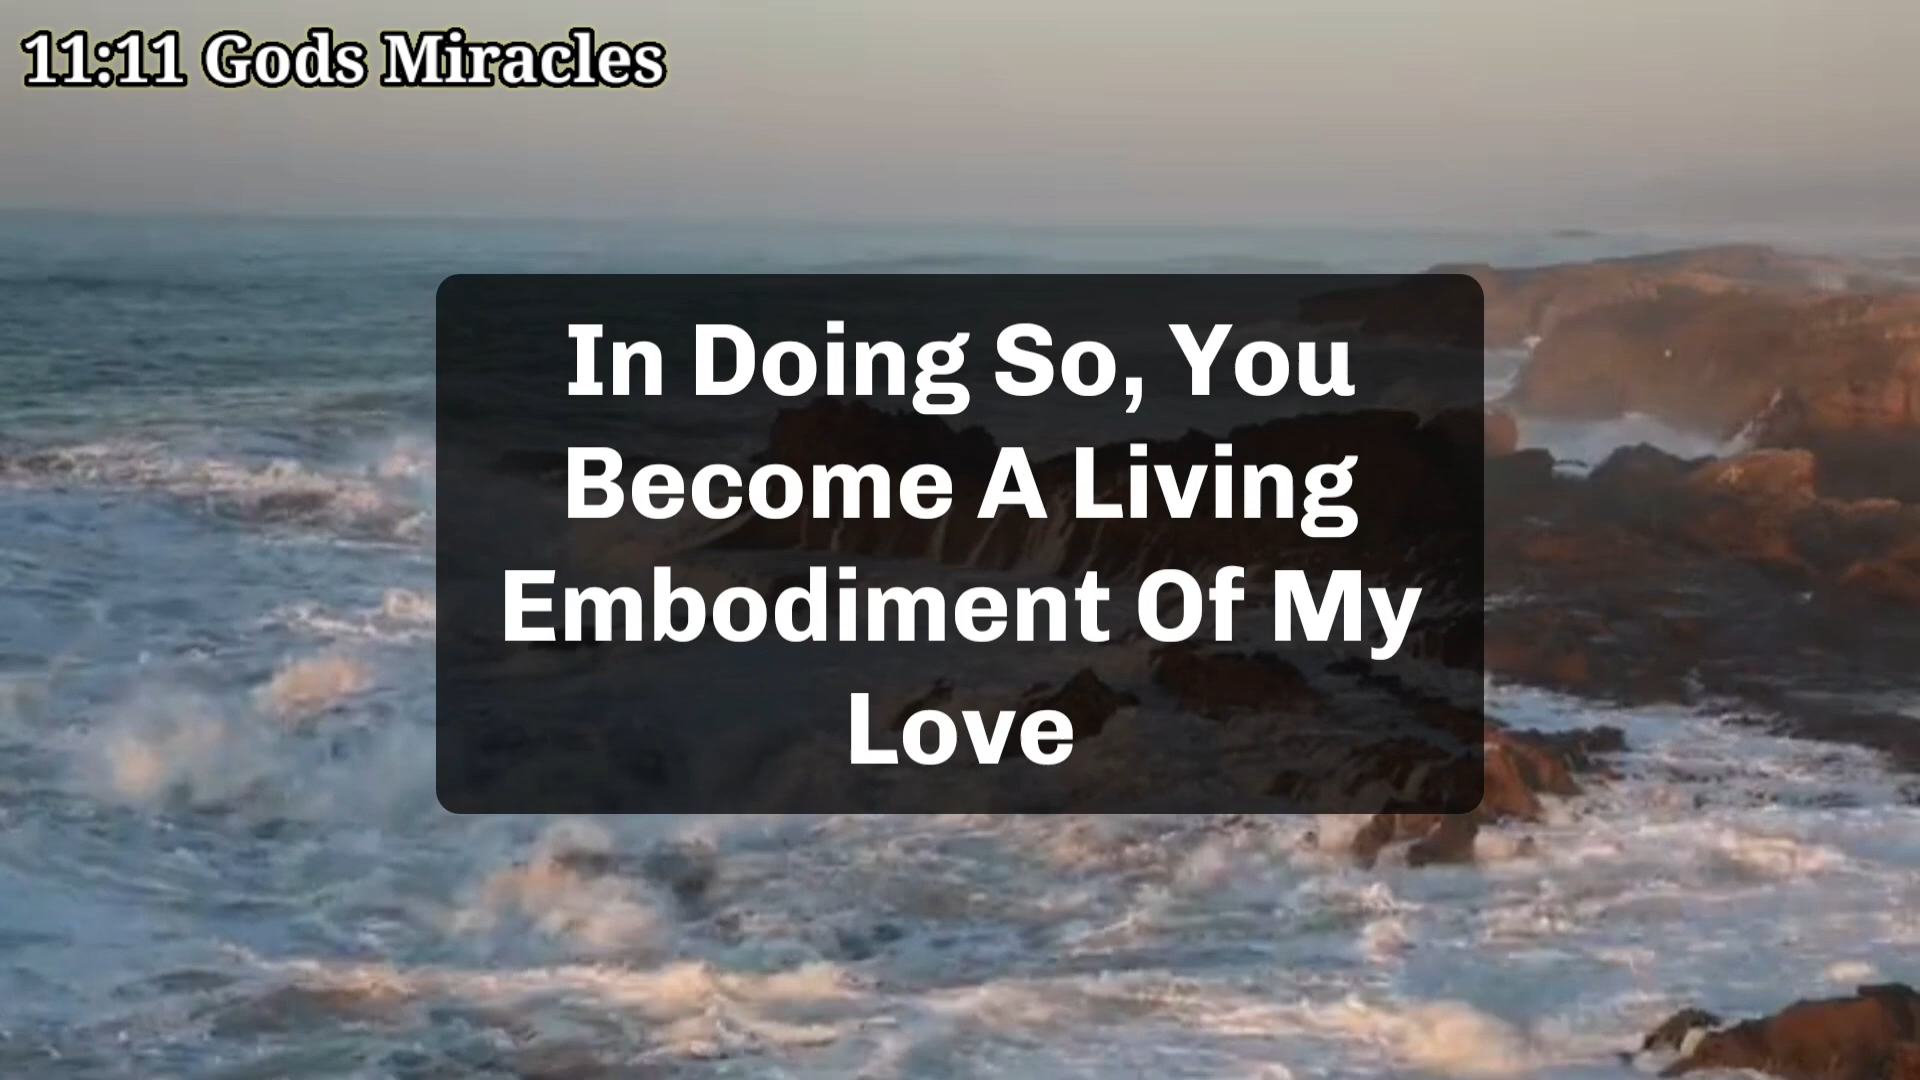 11:11 Gods Miracles
In Doing So, You
Become A Living
Embodiment Of My
Love